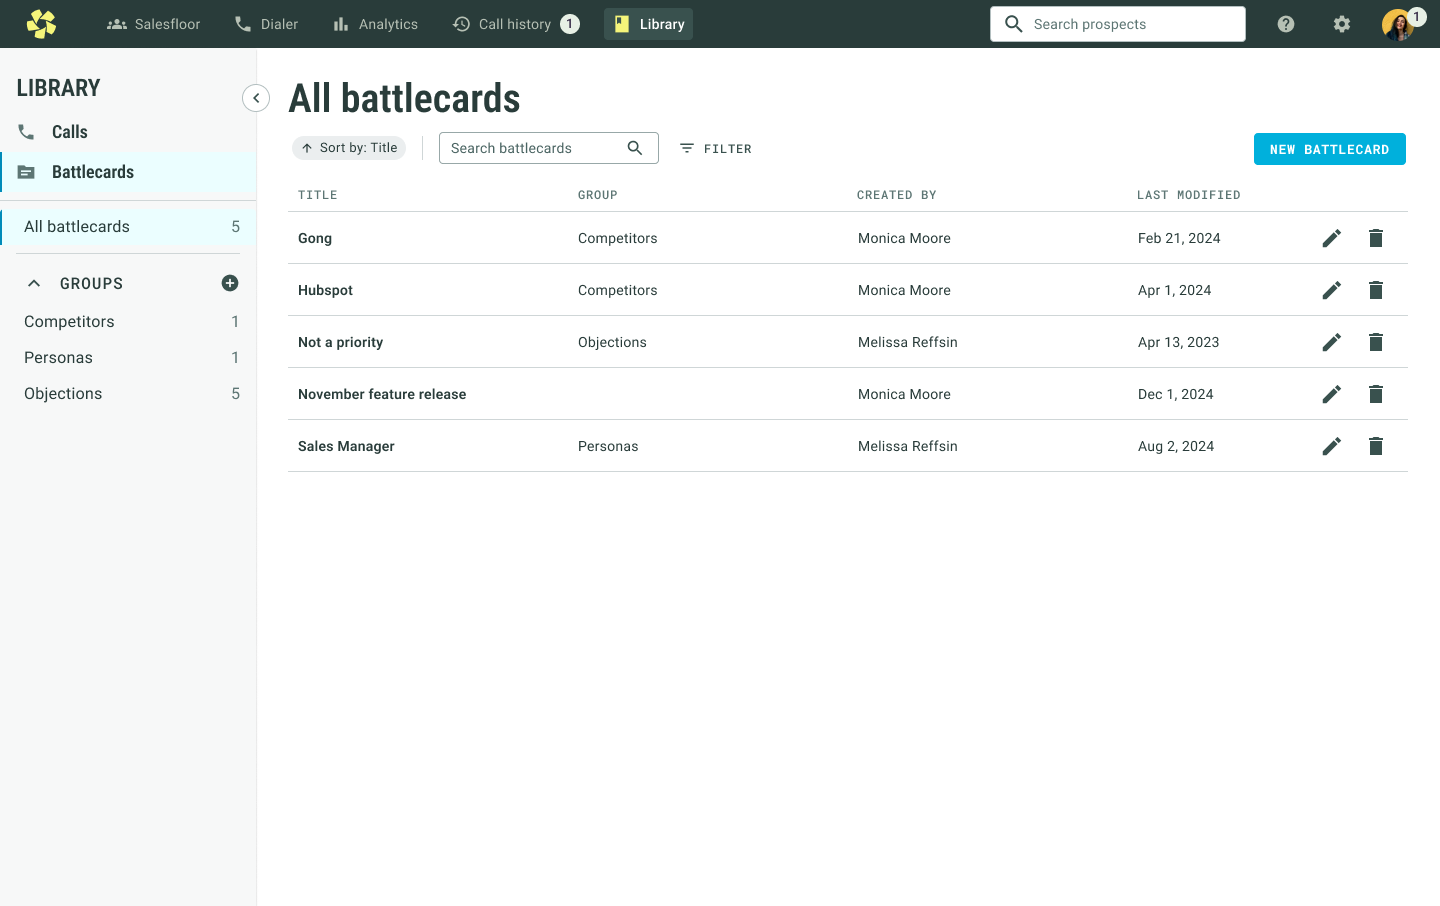 Salesfloor Dialer Analytics Call history 1 Library Search prospects ? 1
LIBRARY
Calls
Battlecards
All battlecards 5
GROUPS
Competitors 1
Personas 1
Objections 5
All battlecards
Sort by: Title Search battlecards FILTER NEW BATTLECARD
TITLE GROUP CREATED BY LAST MODIFIED
Gong Competitors Monica Moore Feb 21, 2024
Hubspot Competitors Monica Moore Apr 1, 2024
Not a priority Objections Melissa Reffsin Apr 13, 2023
November feature release Monica Moore Dec 1, 2024
Sales Manager Personas Melissa Reffsin Aug 2, 2024